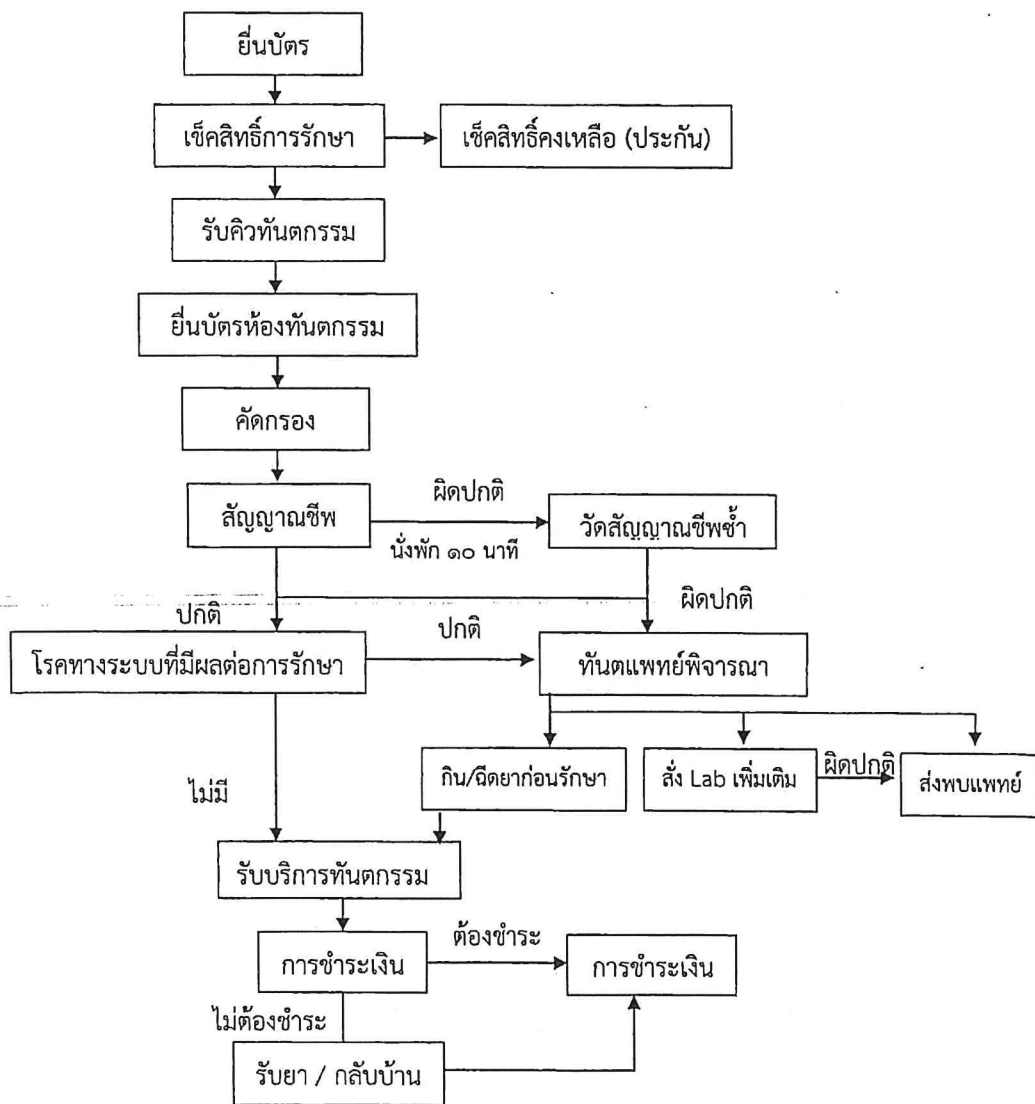 ยื่นบัตร
เช็คสิทธิ์การรักษา
เช็คสิทธิ์คงเหลือ (ประกัน)
รับคิวทันตกรรม
ยื่นบัตรห้องทันตกรรม
คัดกรอง
ผิดปกติ
สัญญาณชีพ
วัดสัญญาณชีพซ้ำ
นั่งพัก ๑๐ นาที
ปกติ
ปกติ
ผิดปกติ
โรคทางระบบที่มีผลต่อการรักษา
ทันตแพทย์พิจารณา
ไม่มี
กิน/ฉีดยาก่อนรักษา
สั่ง Lab เพิ่มเติม
ผิดปกติ
ส่งพบแพทย์
รับบริการทันตกรรม
การชำระเงิน
ต้องชำระ
การชำระเงิน
ไม่ต้องชำระ
รับยา / กลับบ้าน